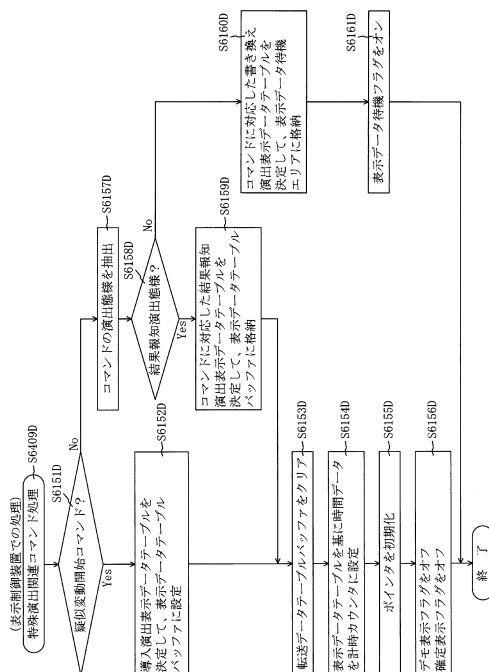 (表示制御装置での処理)
特殊演出関連コマンド処理
S6409D
疑似変動開始コマンド?
S6151D
No
Yes
導入演出表示データテーブルを
決定して、表示データテーブル
バッファに設定
S6152D
コマンドの演出態様を抽出
S6157D
結果報知演出態様?
S6158D
No
Yes
コマンドに対応した結果報知
演出表示データテーブルを
決定して、表示データテーブル
バッファに格納
S6159D
コマンドに対応した書き換え
演出表示データテーブルを
決定して、表示データ待機
エリアに格納
S6160D
表示データ待機フラグをオン
S6161D
転送データテーブルバッファをクリア
S6153D
表示データテーブルを基に時間データ
を計時カウンタに設定
S6154D
ポインタを初期化
S6155D
デモ表示フラグをオフ
確定表示フラグをオフ
S6156D
終了